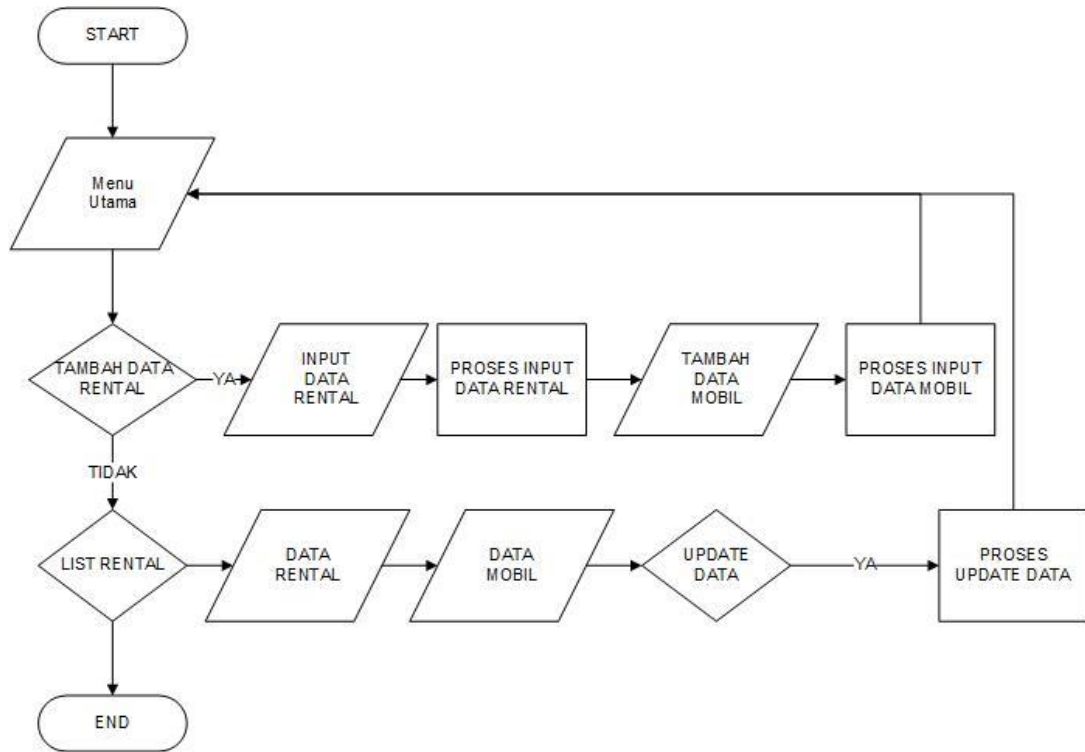 START
Menu
Utama
TAMBAH DATA
RENTAL
YA
INPUT
DATA
RENTAL
PROSES INPUT
DATA RENTAL
TAMBAH
DATA
MOBIL
PROSES INPUT
DATA MOBIL
TIDAK
LIST RENTAL
DATA
RENTAL
DATA
MOBIL
UPDATE
DATA
YA
PROSES
UPDATE DATA
END